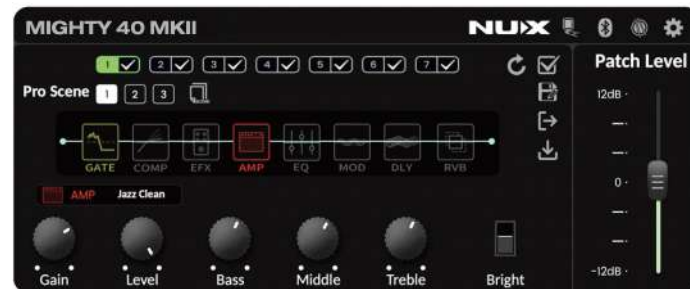 MIGHTY 40 MKII
NUX
1 2 3 4 5 6 7
Patch Level
Pro Scene 1 2 3
12dB
GATE COMP EFX AMP EQ MOD DLY RVB
0
AMP Jazz Clean
-12dB
Gain Level Bass Middle Treble Bright